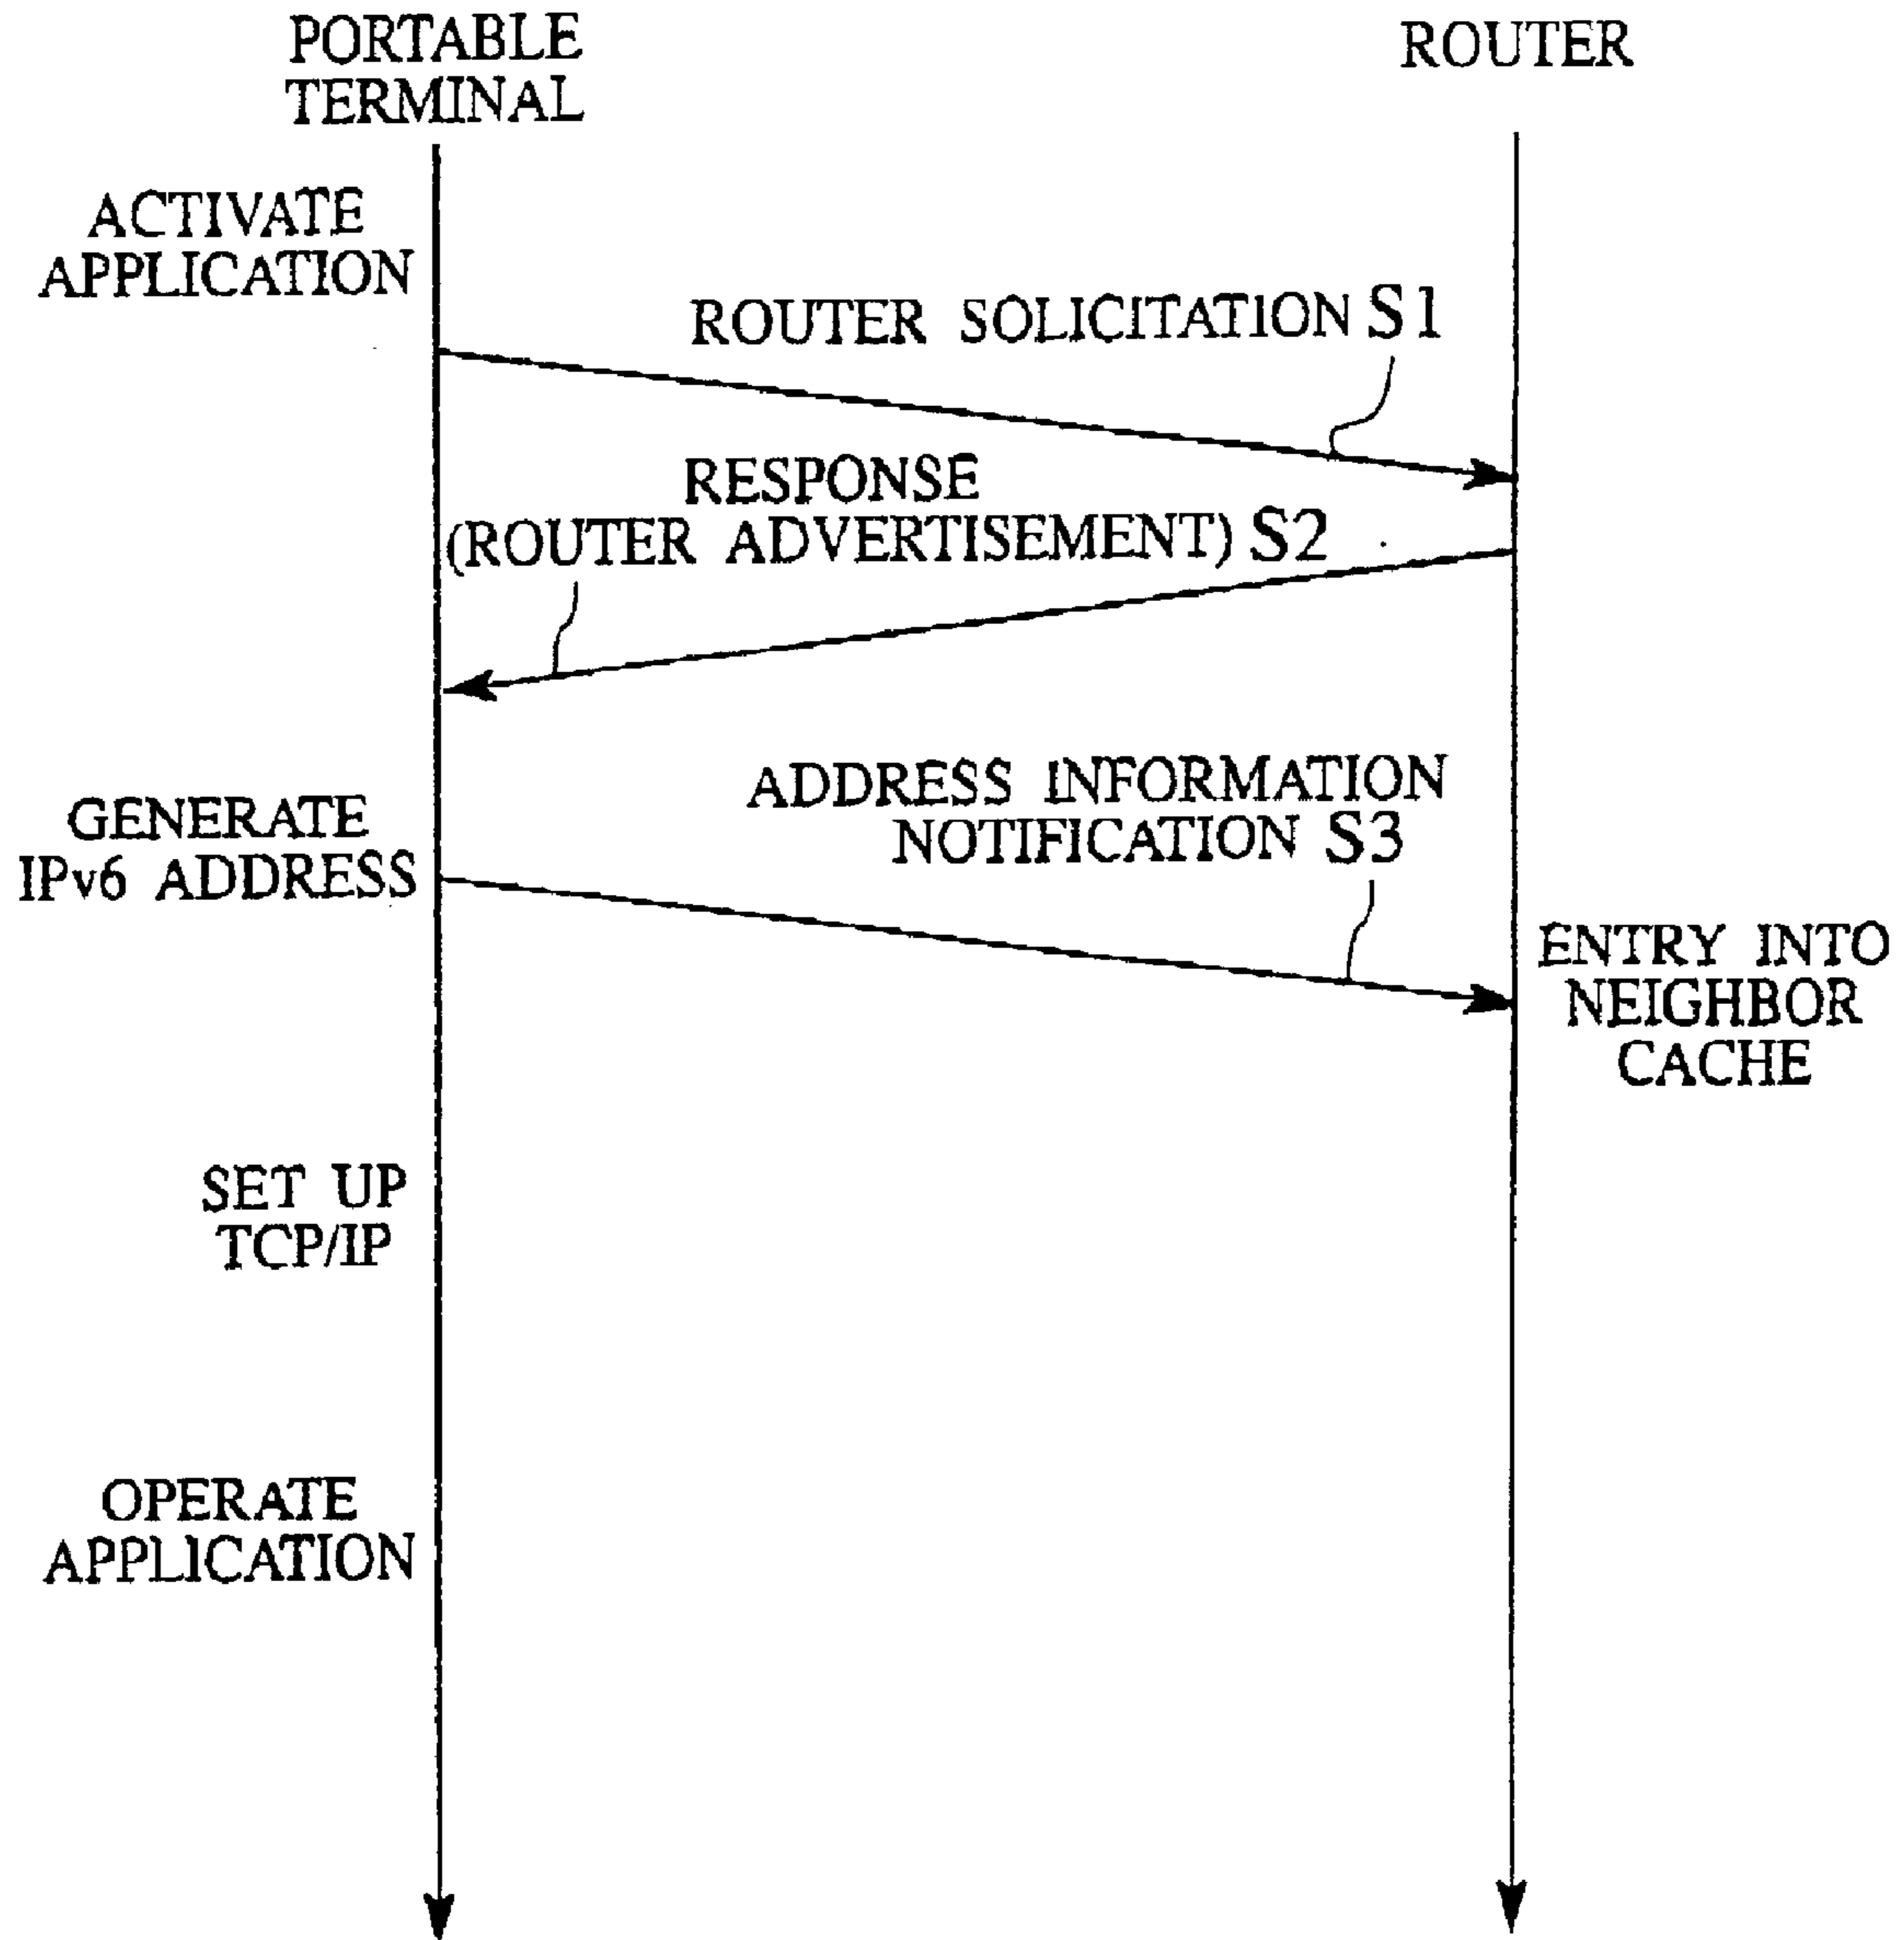 PORTABLE
TERMINAL
ROUTER
ACTIVATE
APPLICATION
ROUTER SOLICITATION S1
RESPONSE
(ROUTER ADVERTISEMENT) S2
ADDRESS INFORMATION
NOTIFICATION S3
GENERATE
IPv6 ADDRESS
ENTRY INTO
NEIGHBOR
CACHE
SET UP
TCP/IP
OPERATE
APPLICATION